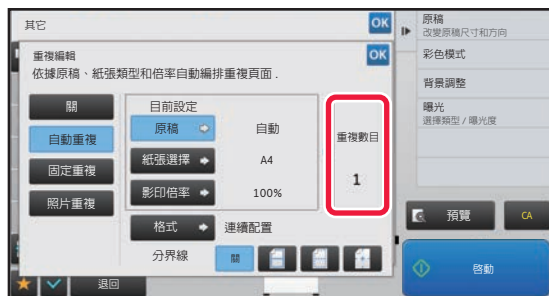 其它
OK
重複編輯
OK
依據原稿、紙張類型和倍率自動編排重複頁面 .
關
自動重複
固定重複
照片重複
目前設定
原稿
自動
紙張選擇
A4
影印倍率
100%
格式
連續配置
分界線
關
重複數目
1
退回
原稿
改變原稿尺寸和方向
彩色模式
背景調整
曝光
選擇類型 / 曝光度
預覽
CA
啓動